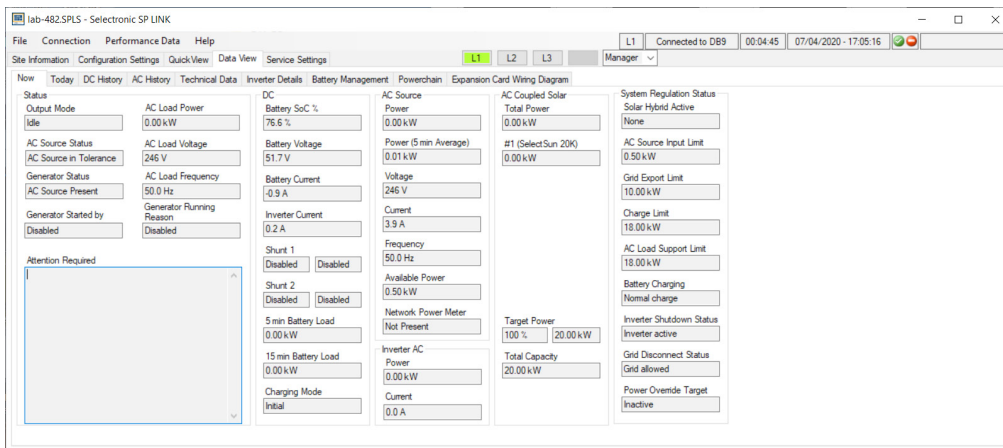 lab-482.SPLS - Selectronic SP LINK
File Connection Performance Data Help
L1 Connected to DB9 00:04:45 07/04/2020 - 17:05:16
Site Information Configuration Settings Quick View Data View Service Settings L1 L2 L3 Manager
Now Today DC History AC History Technical Data Inverter Details Battery Management Powerchain Expansion Card Wiring Diagram
Status
Output Mode
Idle
AC Source Status
AC Source in Tolerance
Generator Status
AC Source Present
Generator Started by
Disabled
AC Load Power
0.00 kW
AC Load Voltage
246 V
AC Load Frequency
50.0 Hz
Generator Running
Reason
Disabled
Attention Required
DC
Battery SoC %
76.6 %
Battery Voltage
51.7 V
Battery Current
-0.9 A
Inverter Current
0.2 A
Shunt 1
Disabled Disabled
Shunt 2
Disabled Disabled
5 min Battery Load
0.00 kW
15 min Battery Load
0.00 kW
Charging Mode
Initial
AC Source
Power
0.00 kW
Power (5 min Average)
0.01 kW
Voltage
246 V
Current
3.9 A
Frequency
50.0 Hz
Available Power
0.50 kW
Network Power Meter
Not Present
Inverter AC
Power
0.00 kW
Current
0.0 A
AC Coupled Solar
Total Power
0.00 kW
#1 (SelectSun 20K)
0.00 kW
Target Power
100 % 20.00 kW
Total Capacity
20.00 kW
System Regulation Status
Solar Hybrid Active
None
AC Source Input Limit
0.50 kW
Grid Export Limit
10.00 kW
Charge Limit
18.00 kW
AC Load Support Limit
18.00 kW
Battery Charging
Normal charge
Inverter Shutdown Status
Inverter active
Grid Disconnect Status
Grid allowed
Power Override Target
Inactive